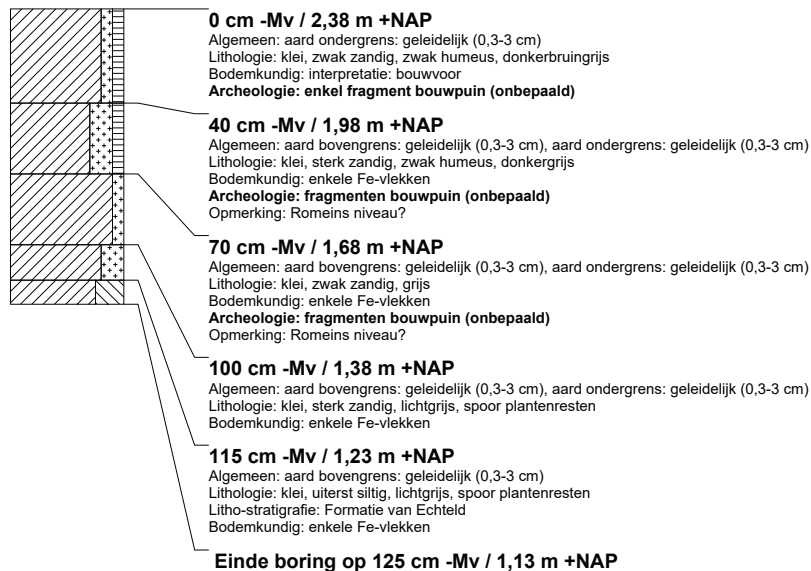 0 cm -Mv / 2,38 m +NAP
Algemeen: aard ondergrens: geleidelijk (0,3-3 cm)
Lithologie: klei, zwak zandig, zwak humeus, donkerbruingrijs
Bodemkundig: interpretatie: bouwvoor
Archeologie: enkel fragment bouwpuin (onbepaald)
40 cm -Mv / 1,98 m +NAP
Algemeen: aard bovengrens: geleidelijk (0,3-3 cm), aard ondergrens: geleidelijk (0,3-3 cm)
Lithologie: klei, sterk zandig, zwak humeus, donkergrijs
Bodemkundig: enkele Fe-vlekken
Archeologie: fragmenten bouwpuin (onbepaald)
Opmerking: Romeins niveau?
70 cm -Mv / 1,68 m +NAP
Algemeen: aard bovengrens: geleidelijk (0,3-3 cm), aard ondergrens: geleidelijk (0,3-3 cm)
Lithologie: klei, zwak zandig, grijs
Bodemkundig: enkele Fe-vlekken
Archeologie: fragmenten bouwpuin (onbepaald)
Opmerking: Romeins niveau?
100 cm -Mv / 1,38 m +NAP
Algemeen: aard bovengrens: geleidelijk (0,3-3 cm), aard ondergrens: geleidelijk (0,3-3 cm)
Lithologie: klei, sterk zandig, lichtgrijs, spoor plantenresten
Bodemkundig: enkele Fe-vlekken
115 cm -Mv / 1,23 m +NAP
Algemeen: aard bovengrens: geleidelijk (0,3-3 cm)
Lithologie: klei, uiterst siltig, lichtgrijs, spoor plantenresten
Litho-stratigrafie: Formatie van Echteld
Bodemkundig: enkele Fe-vlekken
Einde boring op 125 cm -Mv / 1,13 m +NAP